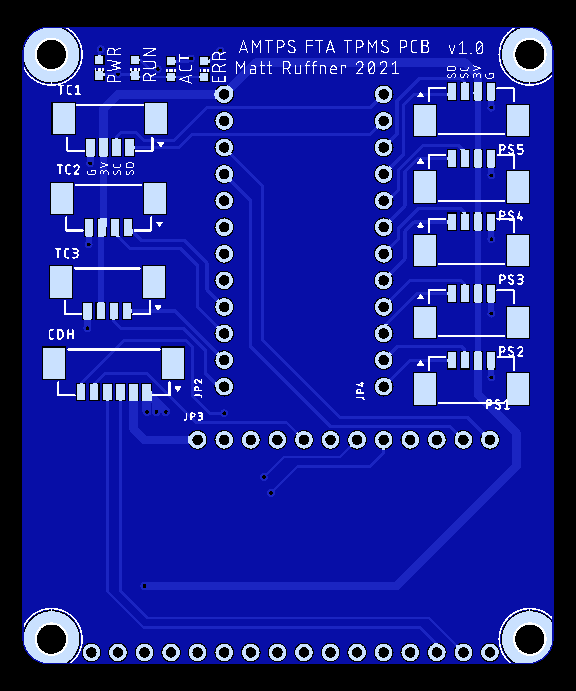 AMTPS FTA TPMS PCB v1.0
Matt Ruffner 2021
PWR
RUN
ACT
ERR
TC1
G
3V
SC
SD
TC2
TC3
CDH
JP2
JP3
JP4
SD
SC
3V
G
PS5
PS4
PS3
PS2
PS1